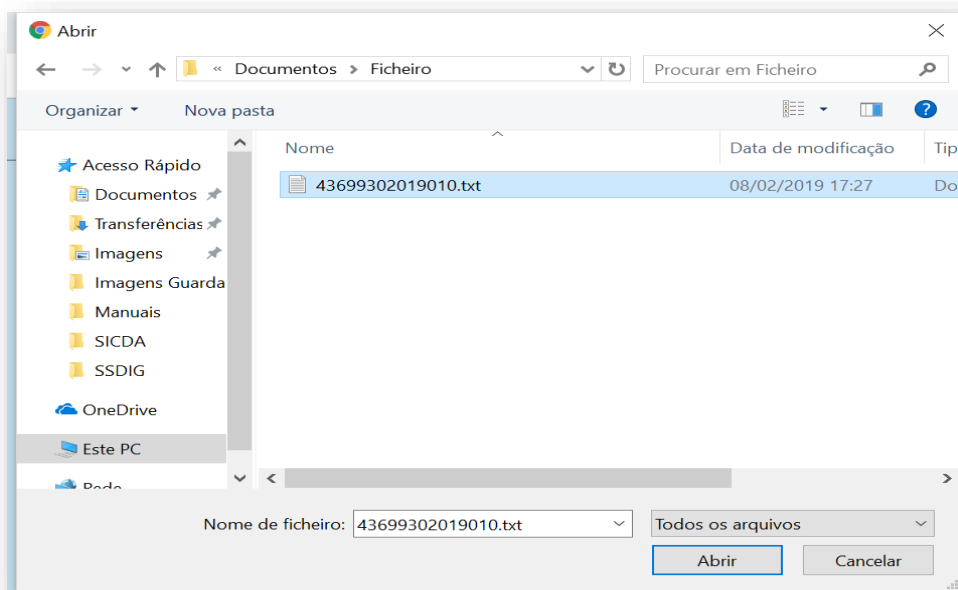 Abrir
« Documentos > Ficheiro
Procurar em Ficheiro
Organizar
Nova pasta
?
Nome
Data de modificação
Tip
Acesso Rápido
Documentos
Transferências
Imagens
Imagens Guarda
Manuais
SICDA
SSDIG
OneDrive
Este PC
Rede
43699302019010.txt
08/02/2019 17:27
Do
Nome de ficheiro:
43699302019010.txt
Todos os arquivos
Abrir
Cancelar